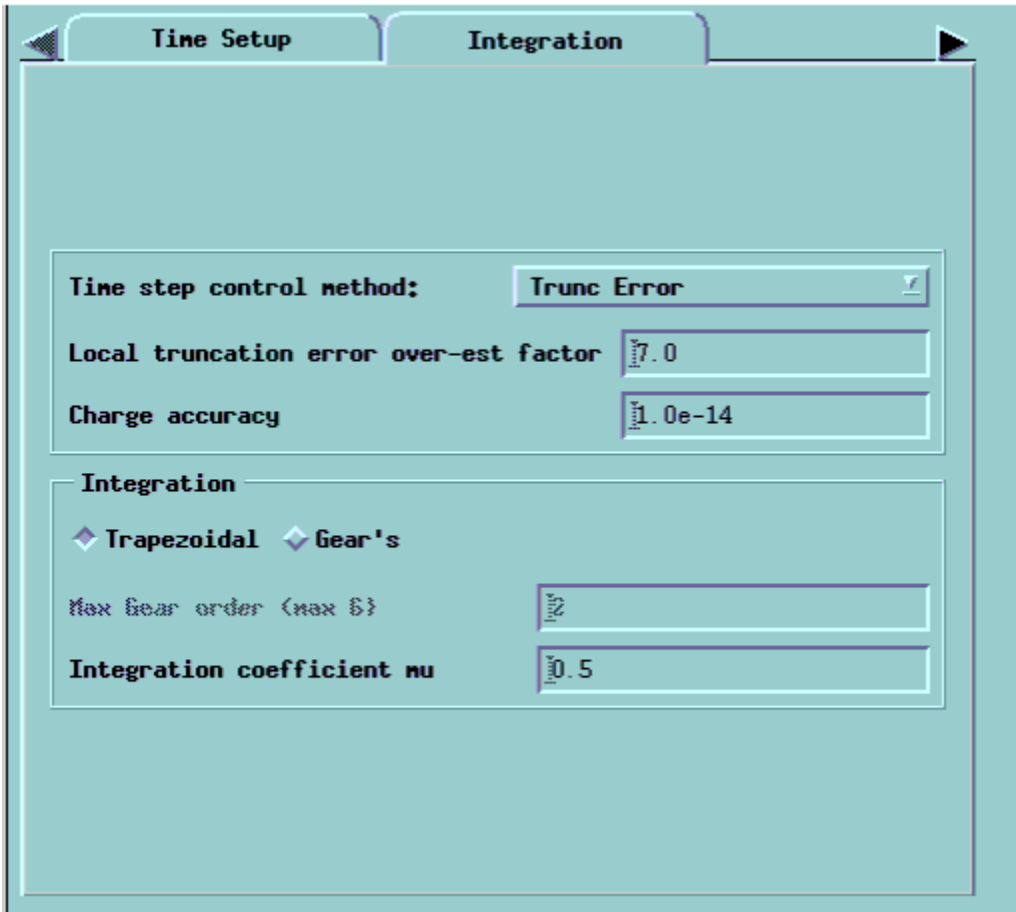 Time Setup Integration
Time step control method: Trunc Error
Local truncation error over-est factor 7.0
Charge accuracy 1.0e-14
Integration
Trapezoidal Gear's
Max Gear order (max 6) 2
Integration coefficient mu 0.5